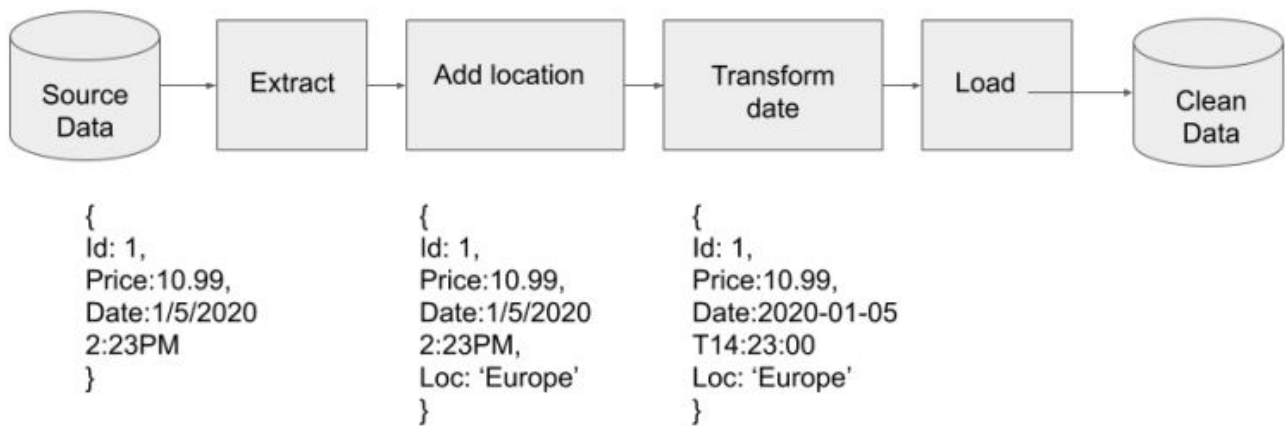 Source
Data
Extract
Add location
Transform
date
Load
Clean
Data
{
Id: 1,
Price:10.99,
Date:1/5/2020
2:23PM
}
{
Id: 1,
Price:10.99,
Date:1/5/2020
2:23PM,
Loc: ‘Europe’
}
{
Id: 1,
Price:10.99,
Date:2020-01-05
T14:23:00
Loc: ‘Europe’
}